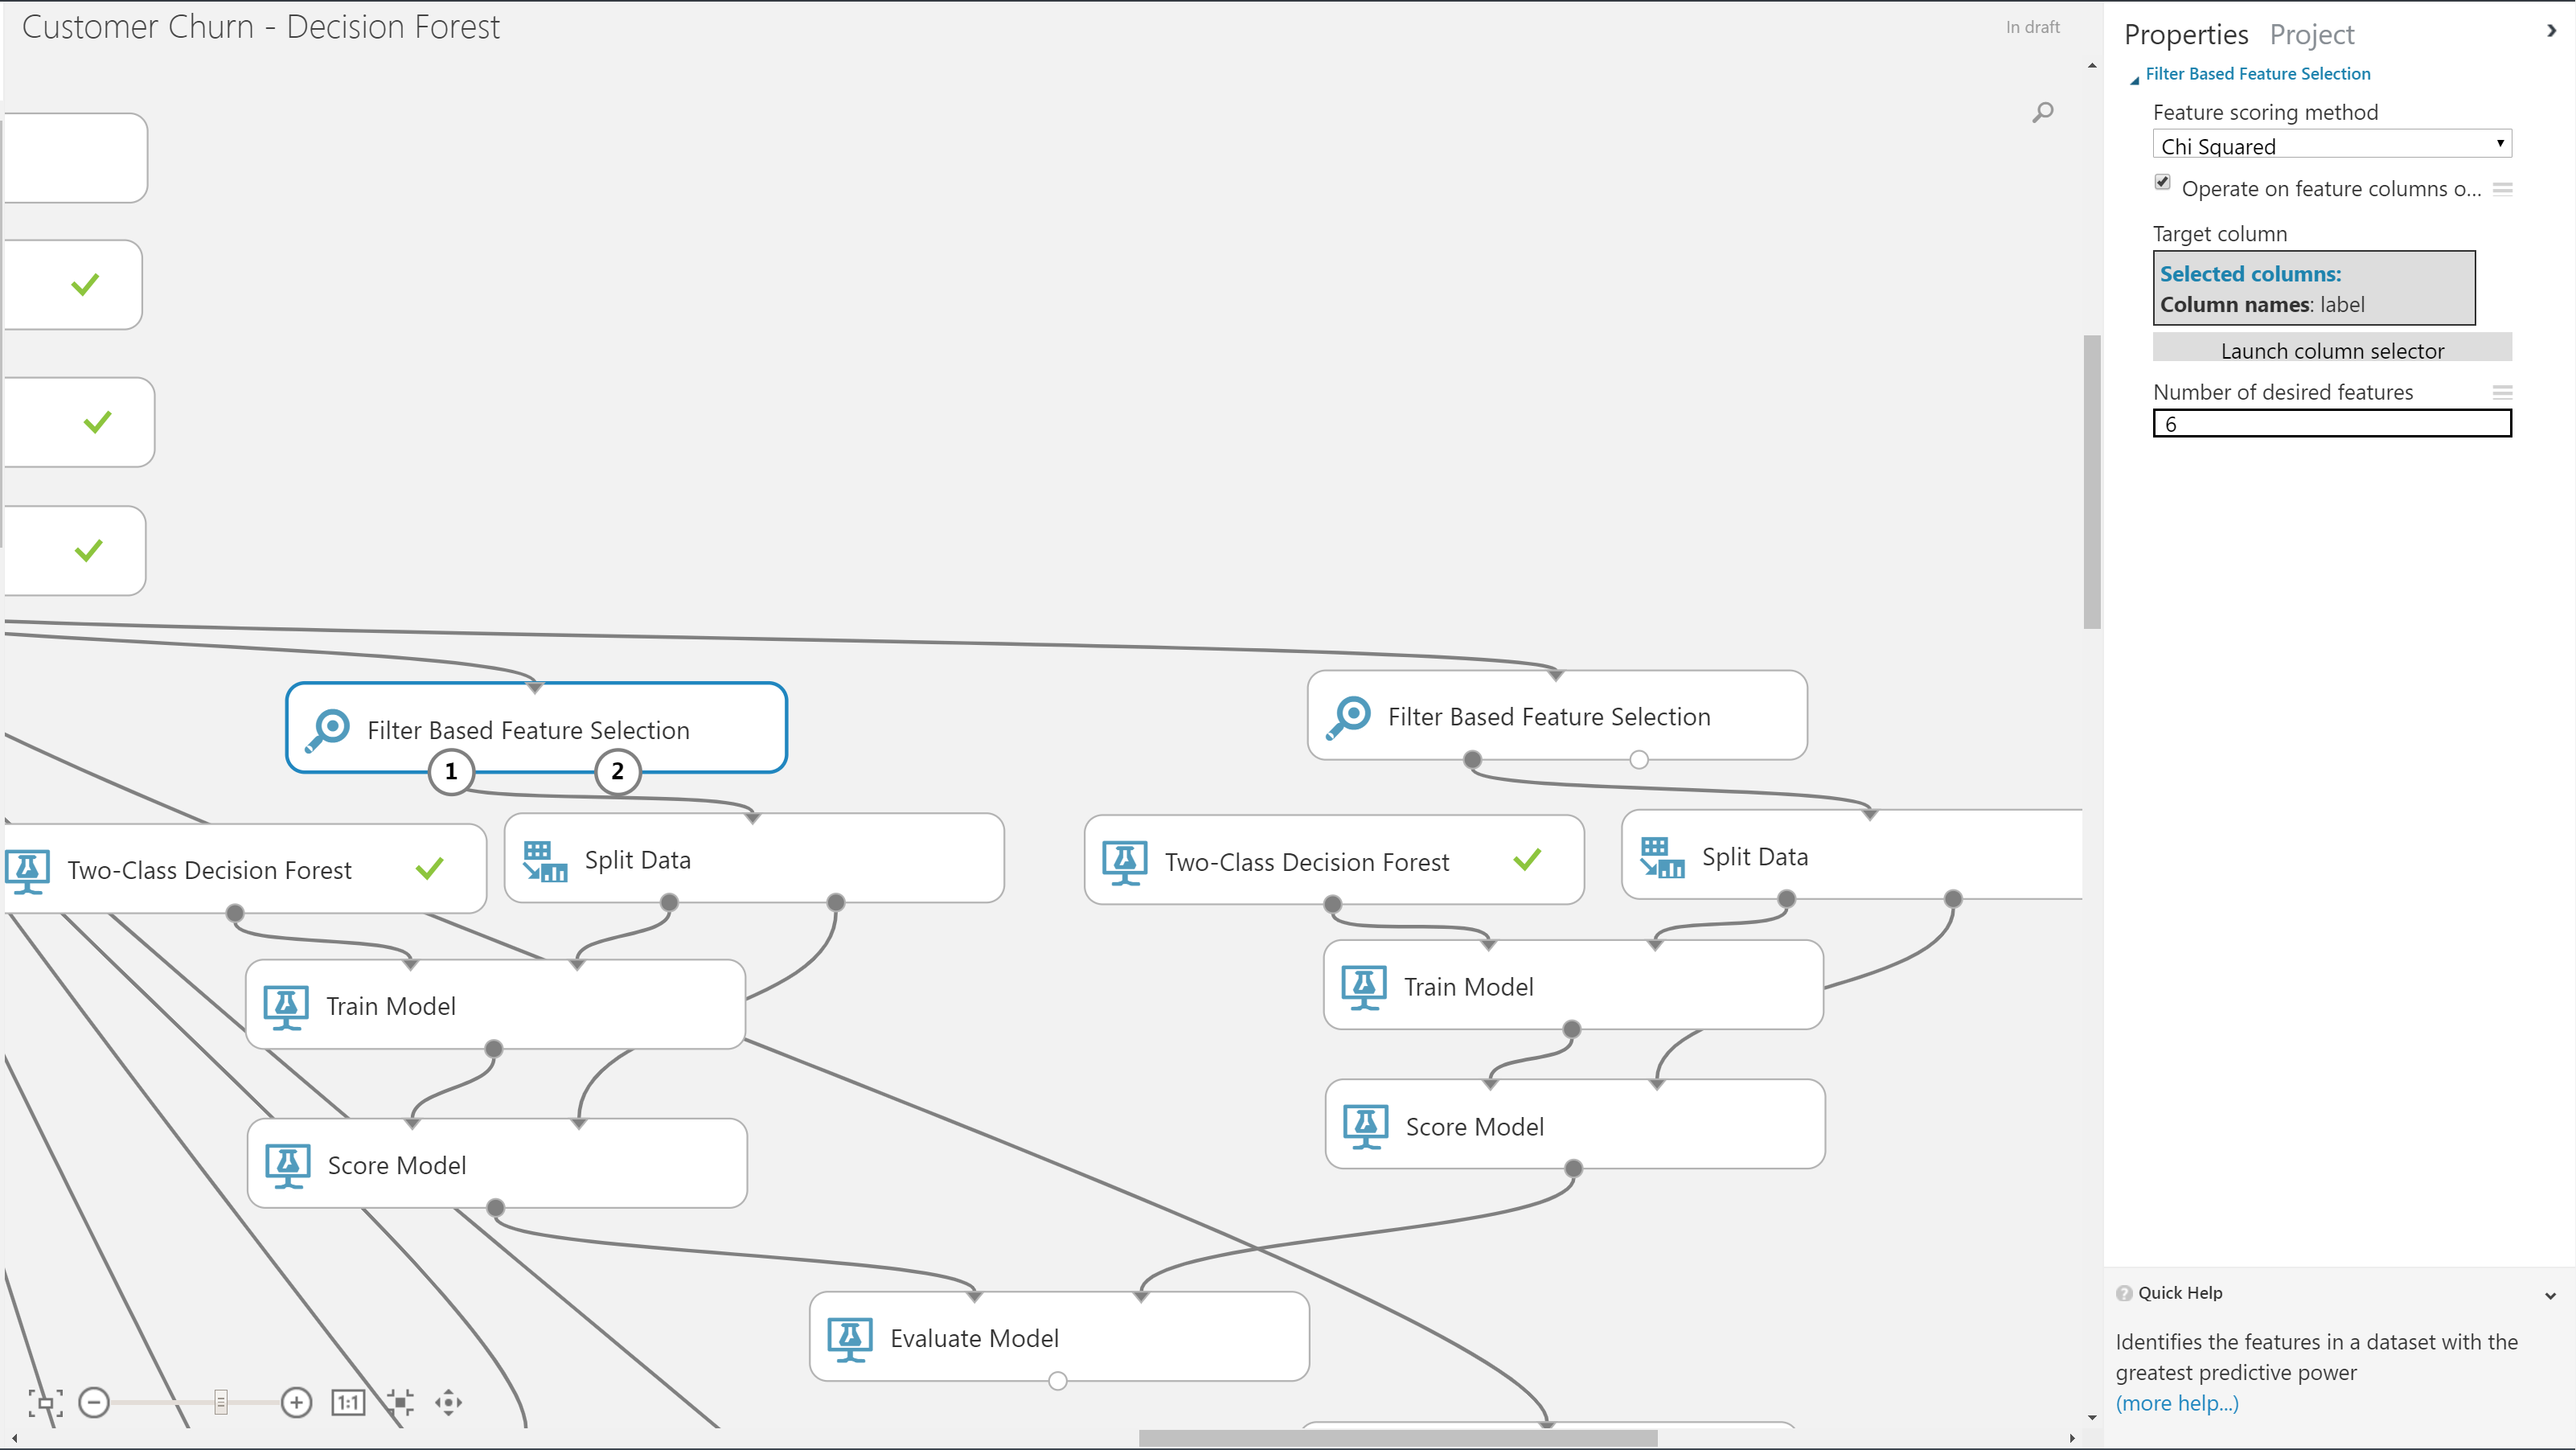 Customer Churn - Decision Forest
In draft
Filter Based Feature Selection
1
2
Filter Based Feature Selection
Two-Class Decision Forest
Split Data
Two-Class Decision Forest
Split Data
Train Model
Train Model
Score Model
Score Model
Evaluate Model
1:1
Properties Project
Filter Based Feature Selection
Feature scoring method
Chi Squared
Operate on feature columns o...
Target column
Selected columns:
Column names: label
Launch column selector
Number of desired features
6
? Quick Help
Identifies the features in a dataset with the
greatest predictive power
(more help...)